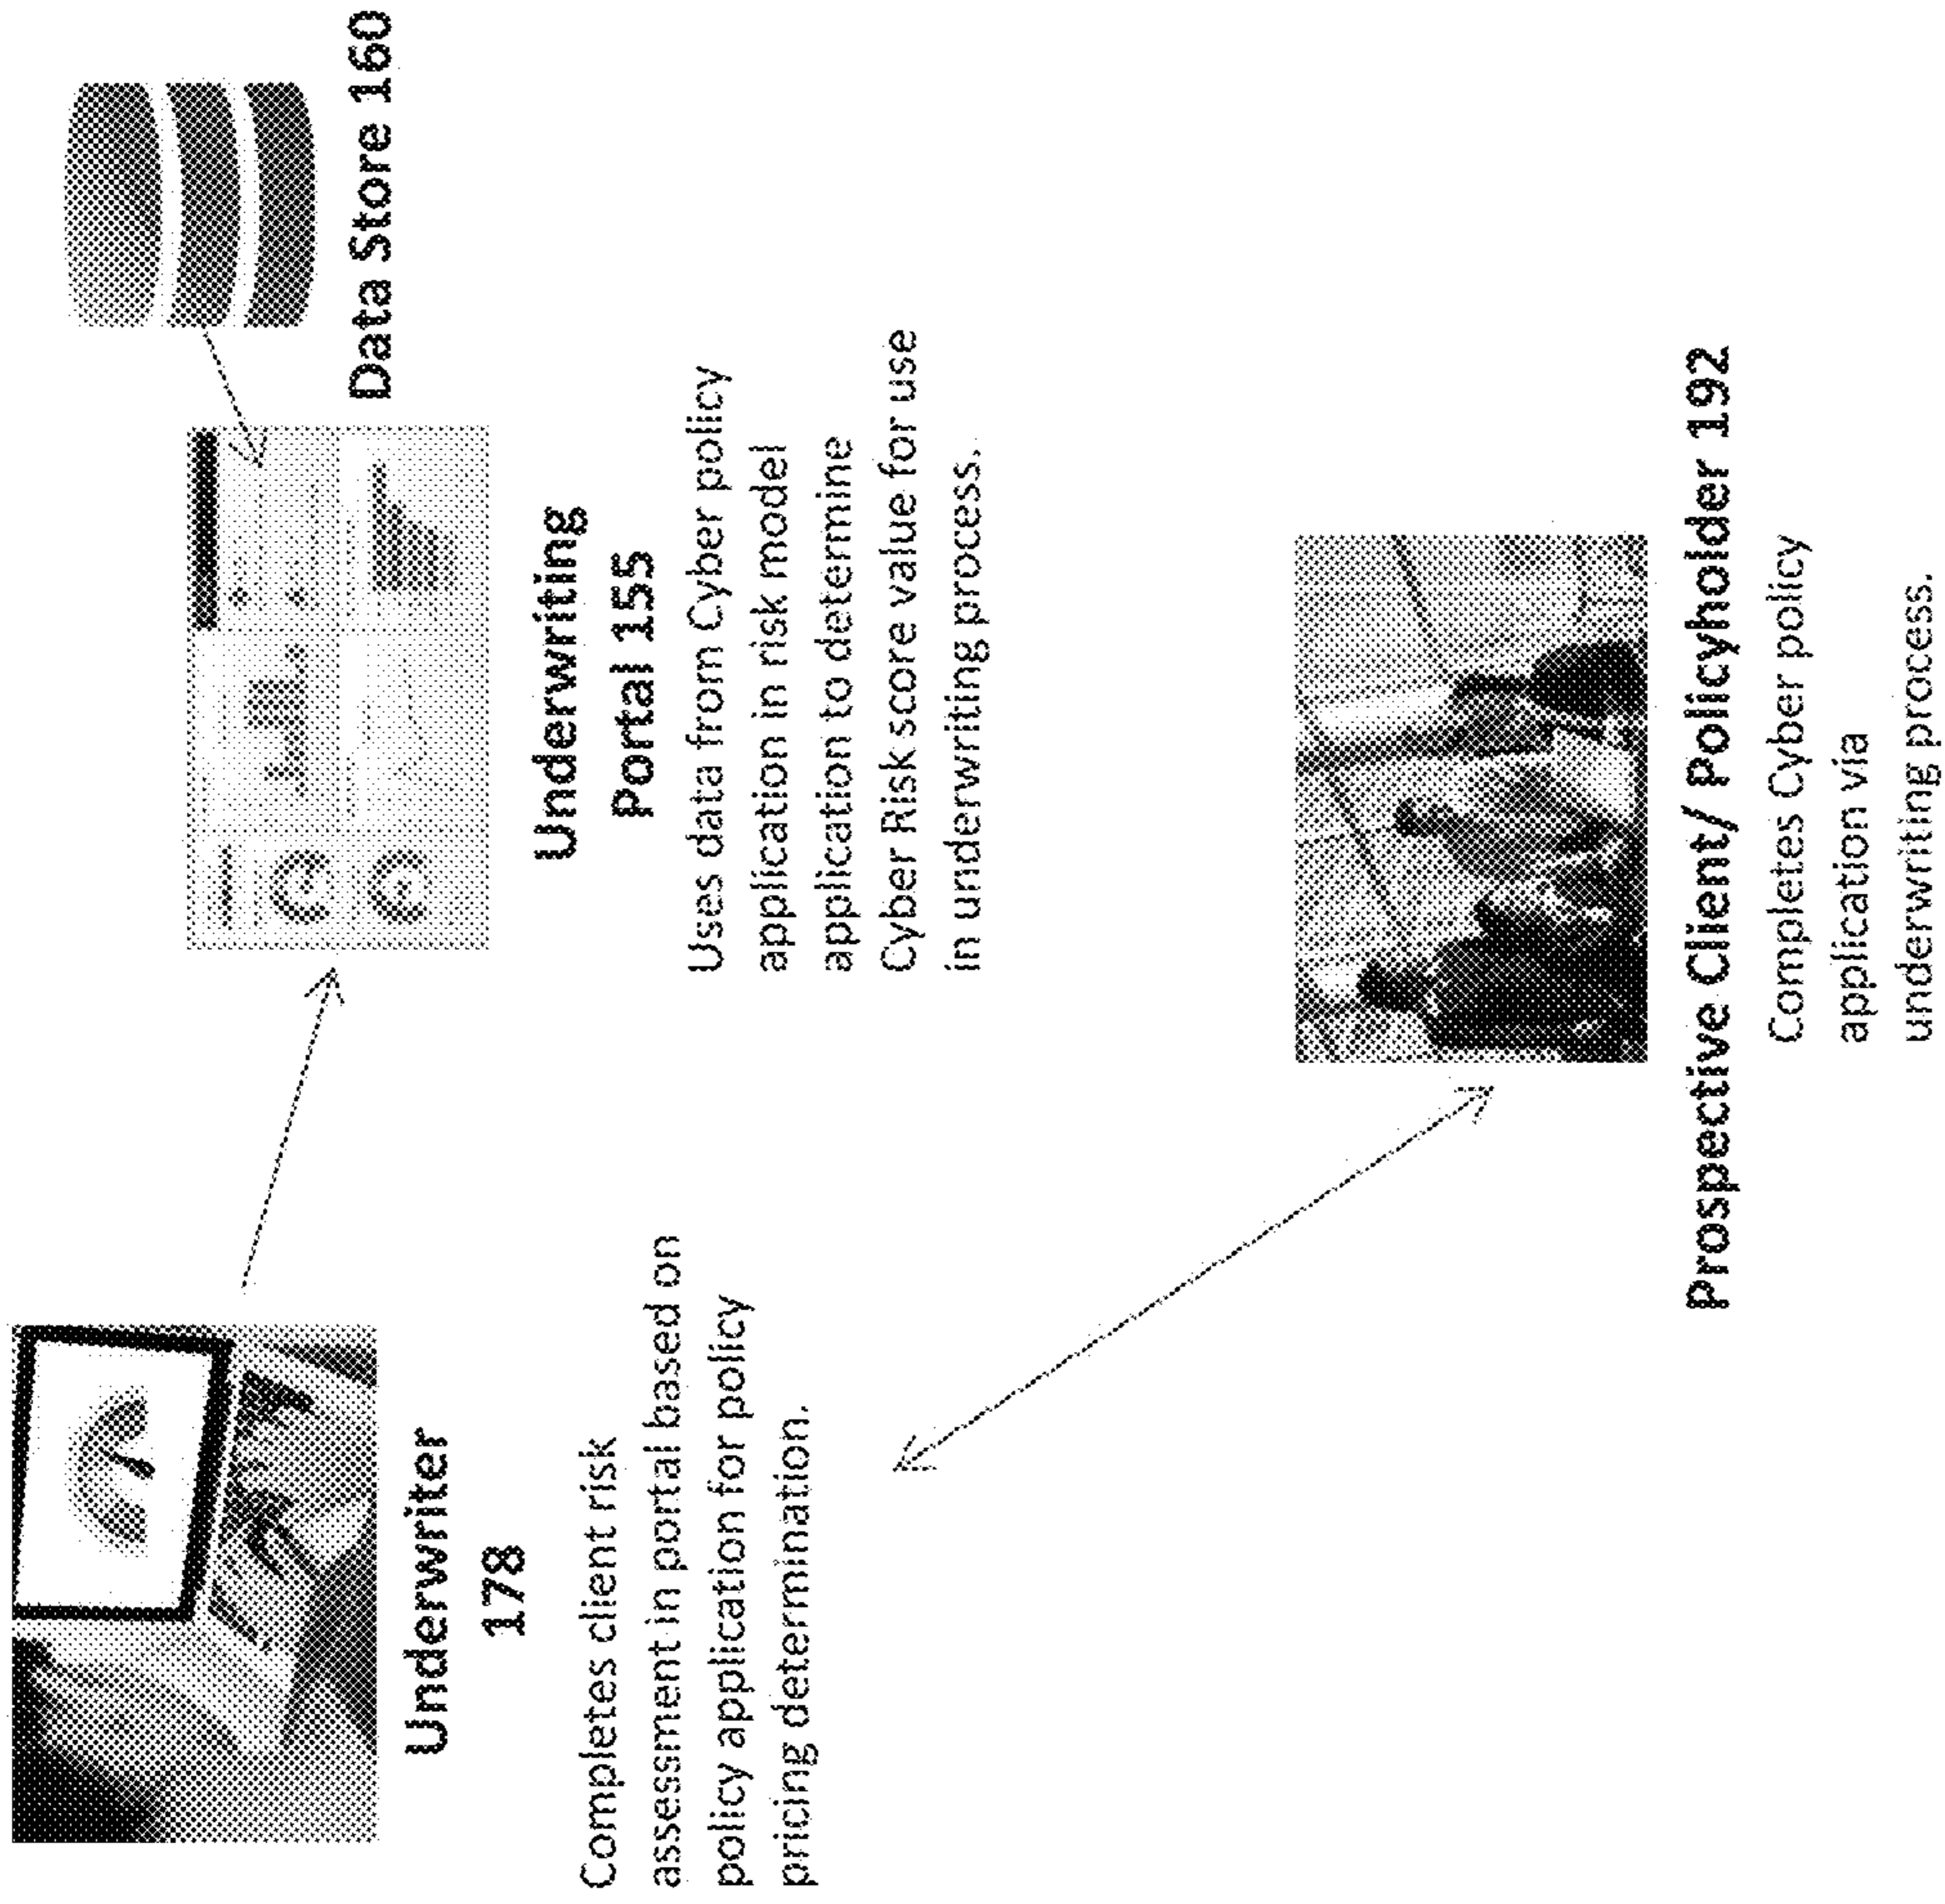 Underwriter
178
Completes client risk
assessment in portal based on
policy application for policy
pricing determination.
Underwriting
Portal 155
Uses data from Cyber policy
application in risk model
application to determine
Cyber Risk score value for use
in underwriting process.
Data Store 160
Prospective Client/ Policyholder 192
Completes Cyber policy
application via
underwriting process.